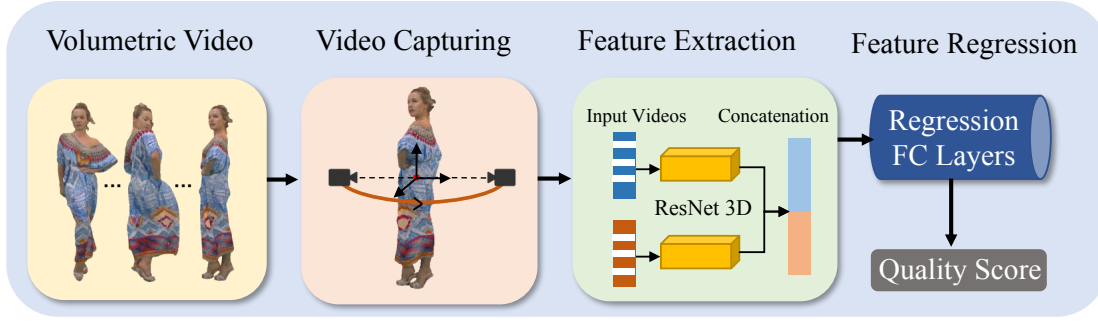 Volumetric Video
Video Capturing
Feature Extraction
Feature Regression
...
...
Input Videos
Concatenation
ResNet 3D
Regression
FC Layers
Quality Score